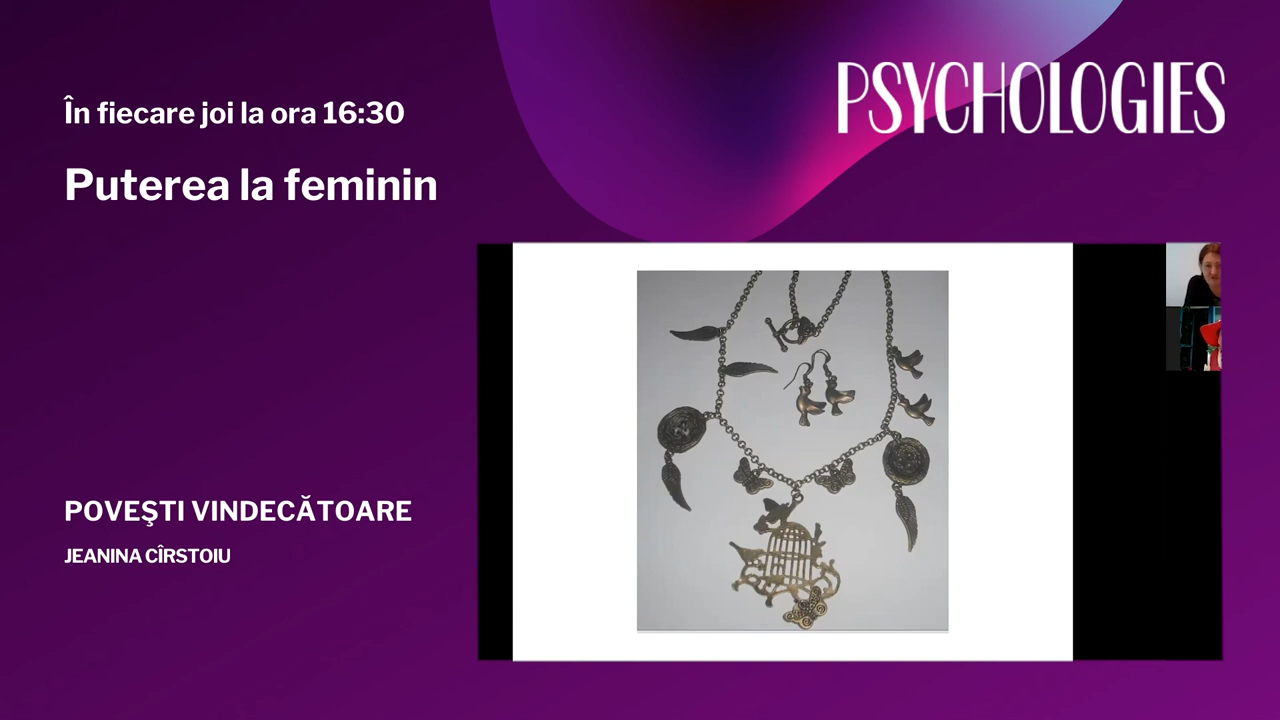 În fiecare joi la ora 16:30
PSYCHOLOGIES
Puterea la feminin
POVEŞTI VINDECĂTOARE
JEANINA CÎRSTOIU